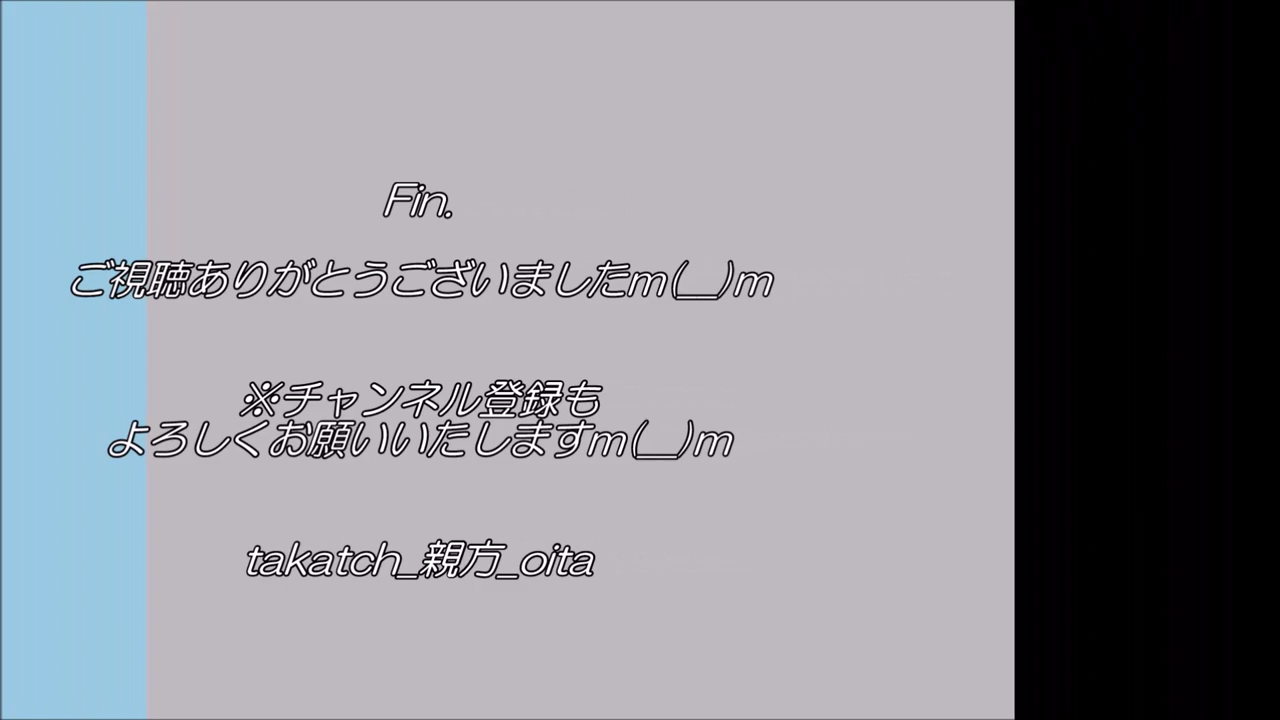 Fin.
ご視聴ありがとうございましたm(__)m
※チャンネル登録も
よろしくお願いいたしますm(__)m
takatch_親方_oita